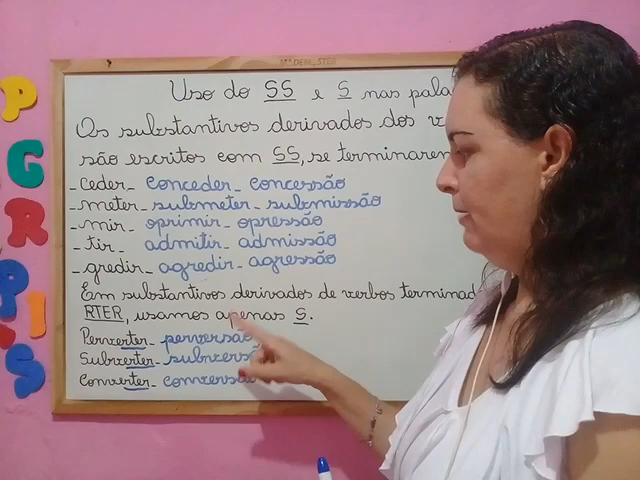 MADEMASTER
Uso do SS e S nas pala
Os substantivos derivados dos v
são escritos com SS, se terminarem
-ceder- conceder- concessão
-meter- submeter- submissão
-mir- oprimir- opressão
-tir- admitir- admissão
-gredir- agredir- agressão
Em substantivos derivados de verbos terminad
RTER, usamos apenas S.
Perverter- perversão
Subverter- subversã
Converter- conversão
P
G
R
P
I
S